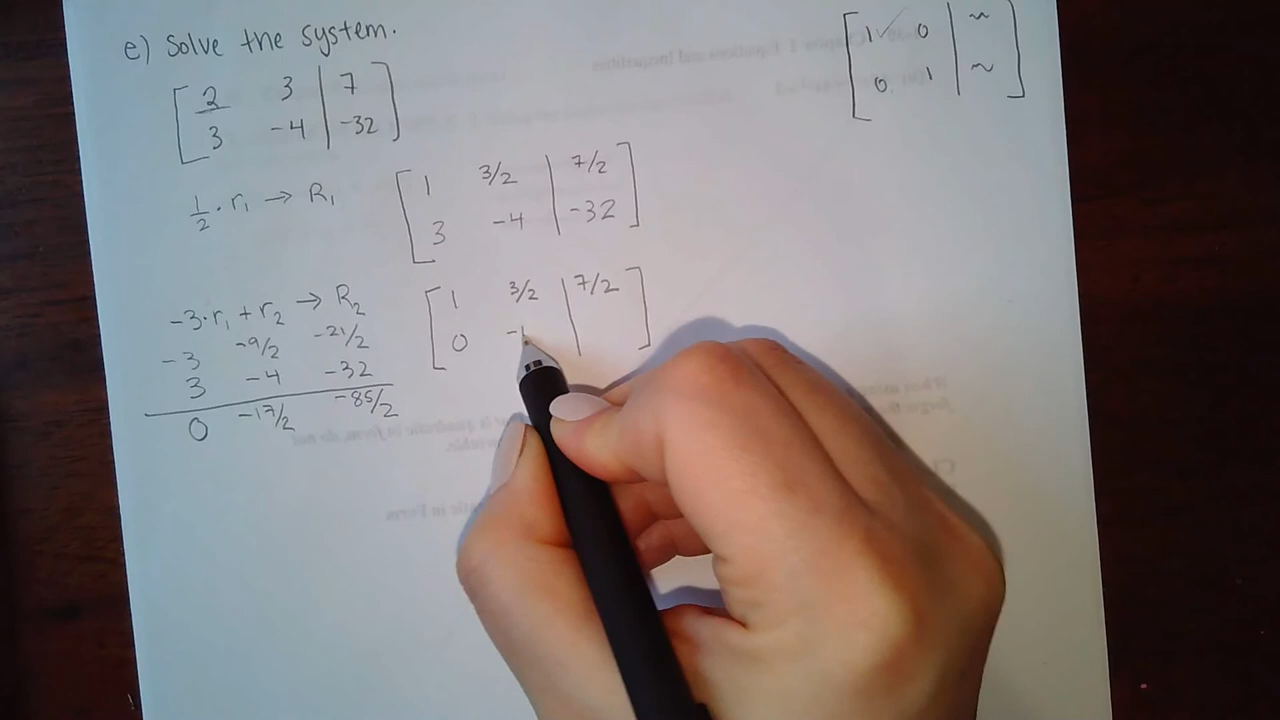 e) Solve the system.
[ 2 3 | 7 ]
[ 3 -4 | -32 ]
[ 1 ✓ 0 | ~ ]
[ 0 1 | ~ ]
1/2 · r₁ → R₁
[ 1 3/2 | 7/2 ]
[ 3 -4 | -32 ]
-3·r₁ + r₂ → R₂
-3 -9/2 -21/2
3 -4 -32
0 -17/2 -85/2
[ 1 3/2 | 7/2 ]
[ 0 -1 | ]